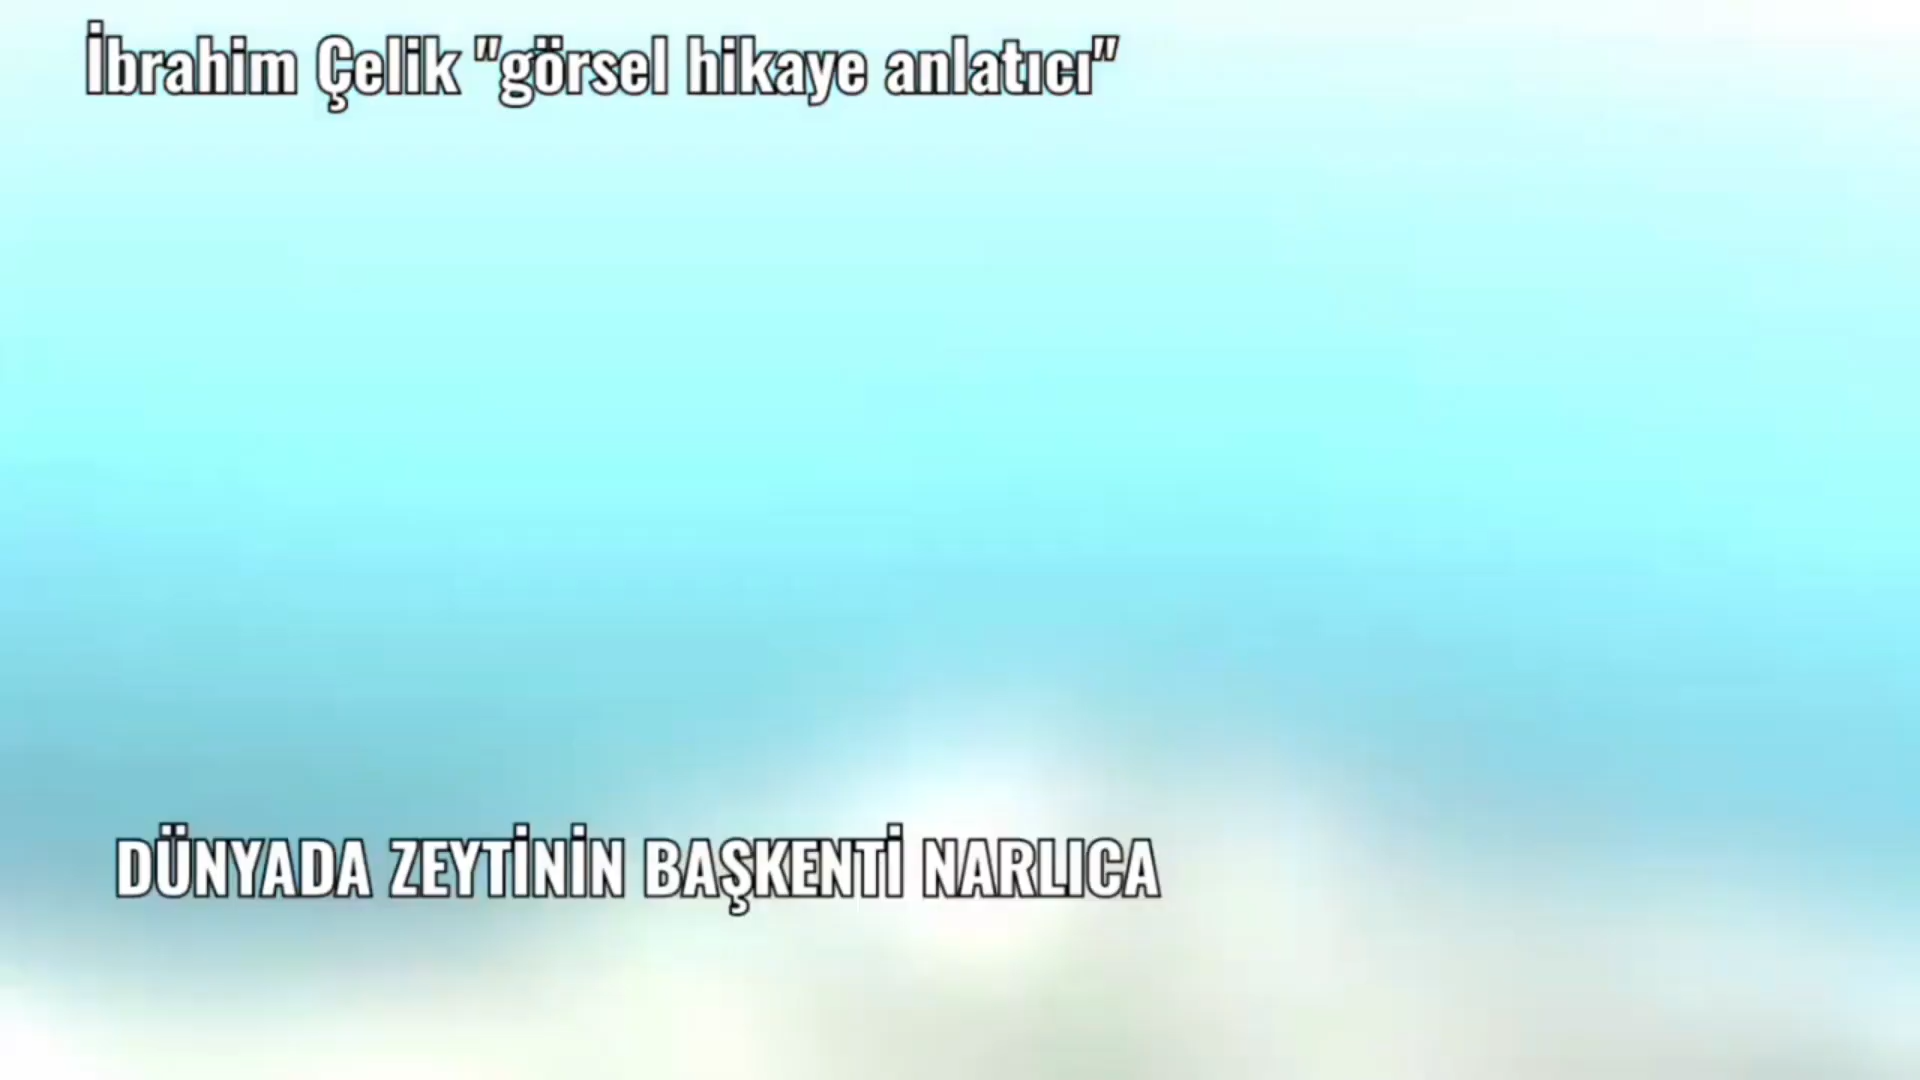 İbrahim Çelik "görsel hikaye anlatıcı"
DÜNYADA ZEYTİNİN BAŞKENTİ NARLICA